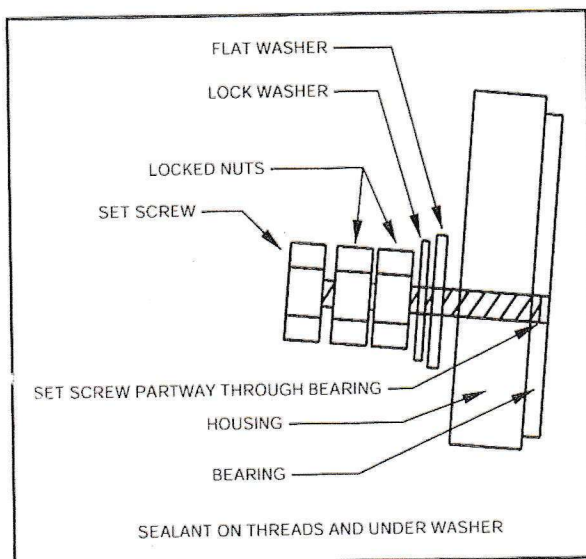 FLAT WASHER
LOCK WASHER
LOCKED NUTS
SET SCREW
SET SCREW PARTWAY THROUGH BEARING
HOUSING
BEARING
SEALANT ON THREADS AND UNDER WASHER